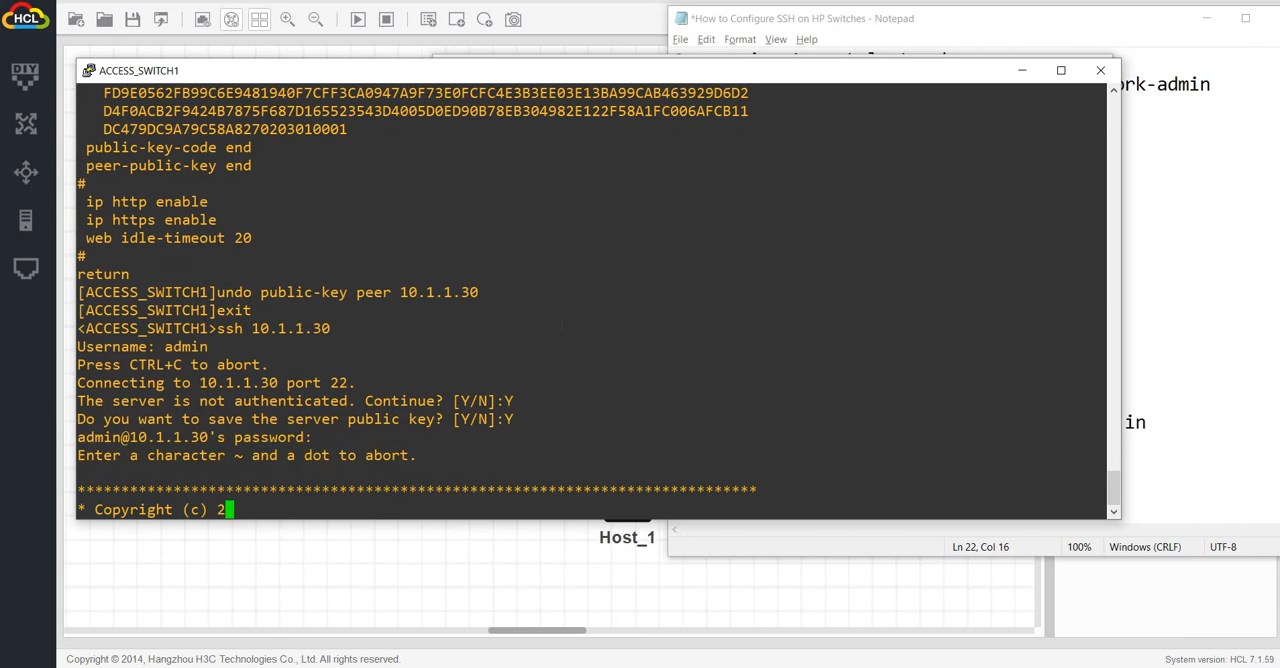 HCL
DIY
*How to Configure SSH on HP Switches - Notepad
File Edit Format View Help
ork-admin
ACCESS_SWITCH1
FD9E0562FB99C6E9481940F7CFF3CA0947A9F73E0FCFC4E3B3EE03E13BA99CAB463929D6D2
D4F0ACB2F9424B7875F687D165523543D4005D0ED90B78EB304982E122F58A1FC006AFCB11
DC479DC9A79C58A8270203010001
public-key-code end
peer-public-key end
#
ip http enable
ip https enable
web idle-timeout 20
#
return
[ACCESS_SWITCH1]undo public-key peer 10.1.1.30
[ACCESS_SWITCH1]exit
<ACCESS_SWITCH1>ssh 10.1.1.30
Username: admin
Press CTRL+C to abort.
Connecting to 10.1.1.30 port 22.
The server is not authenticated. Continue? [Y/N]:Y
Do you want to save the server public key? [Y/N]:Y
admin@10.1.1.30's password:
Enter a character ~ and a dot to abort.
******************************************************************************
* Copyright (c) 2
in
Host_1
Ln 22, Col 16 100% Windows (CRLF) UTF-8
Copyright © 2014, Hangzhou H3C Technologies Co., Ltd. All rights reserved.
System version: HCL 7.1.59